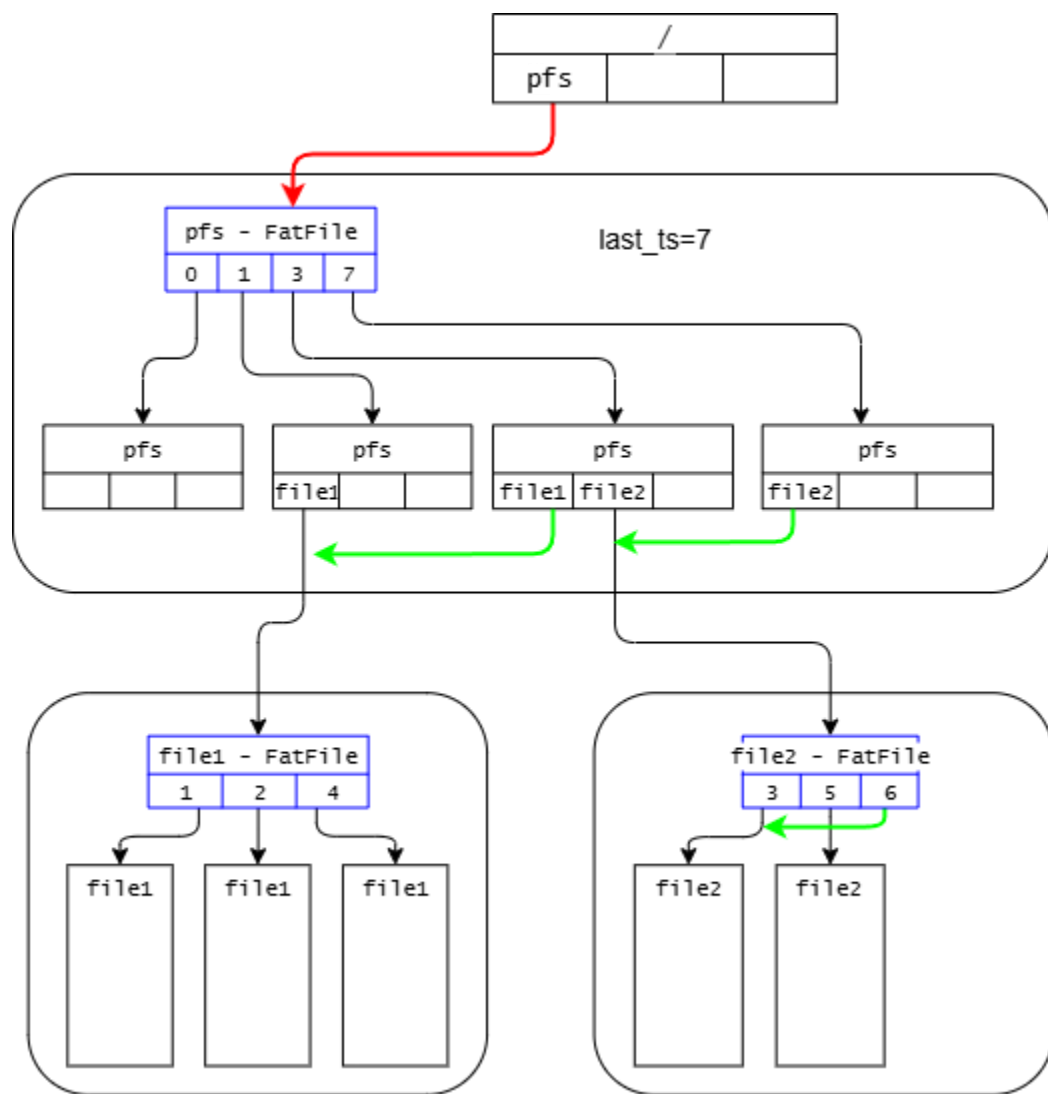 /
pfs
pfs - FatFile
last_ts=7
0 1 3 7
pfs pfs pfs pfs
file1 file1 file2 file2
file1 - FatFile file2 - FatFile
1 2 4 3 5 6
file1 file1 file1 file2 file2